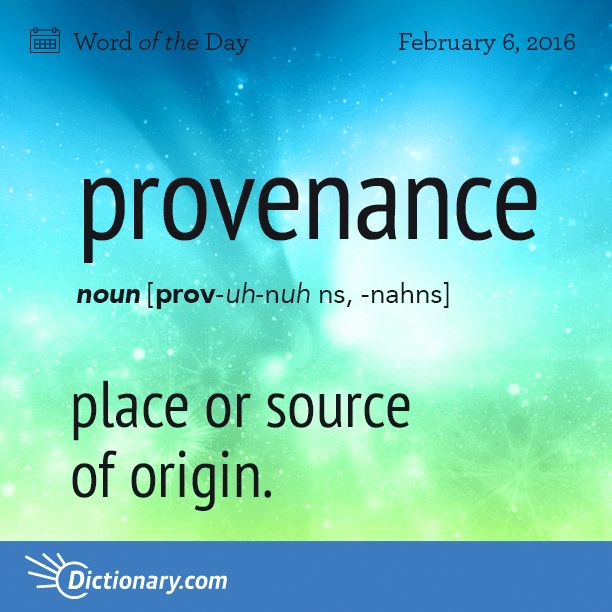 Word of the Day February 6, 2016
provenance
noun [prov-uh-nuh ns, -nahns]
place or source
of origin.
Dictionary.com